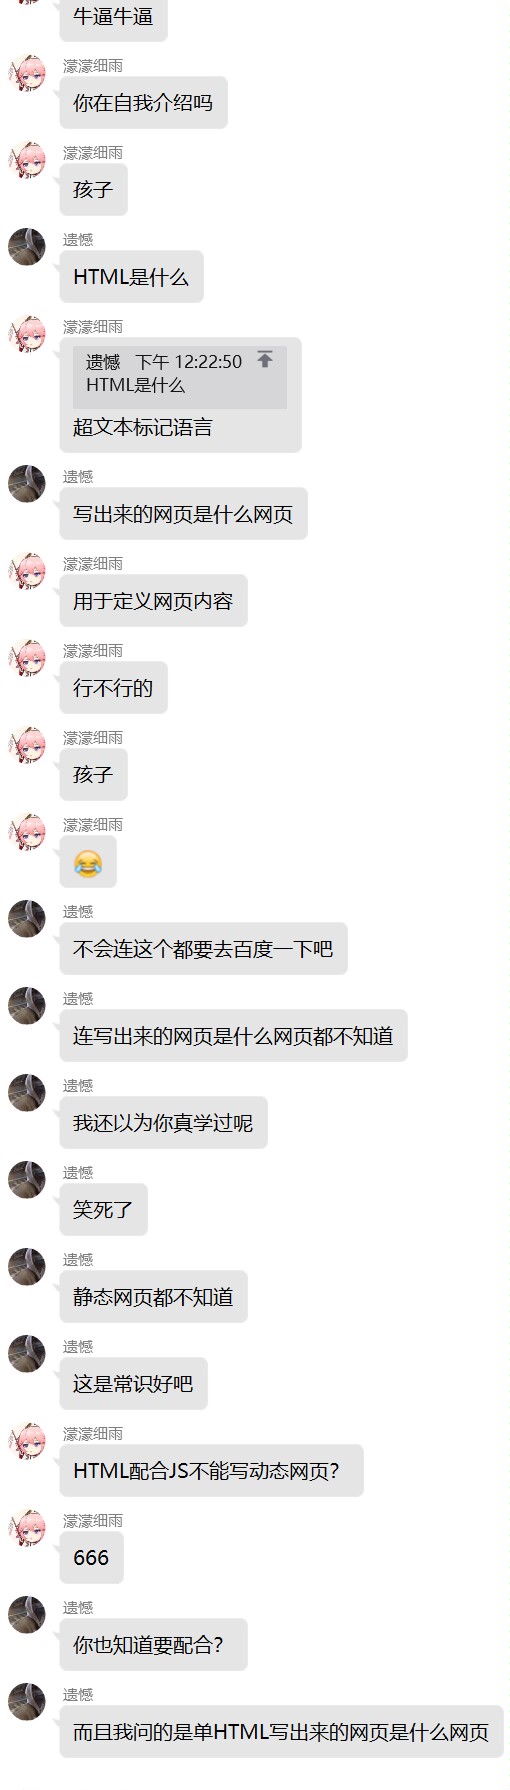 牛逼牛逼
濛濛细雨
你在自我介绍吗
濛濛细雨
孩子
遗憾
HTML是什么
濛濛细雨
遗憾 下午 12:22:50
HTML是什么
超文本标记语言
遗憾
写出来的网页是什么网页
濛濛细雨
用于定义网页内容
濛濛细雨
行不行的
濛濛细雨
孩子
濛濛细雨
😂
遗憾
不会连这个都要去百度一下吧
遗憾
连写出来的网页是什么网页都不知道
遗憾
我还以为你真学过呢
遗憾
笑死了
遗憾
静态网页都不知道
遗憾
这是常识好吧
濛濛细雨
HTML配合JS不能写动态网页?
濛濛细雨
666
遗憾
你也知道要配合?
遗憾
而且我问的是单HTML写出来的网页是什么网页